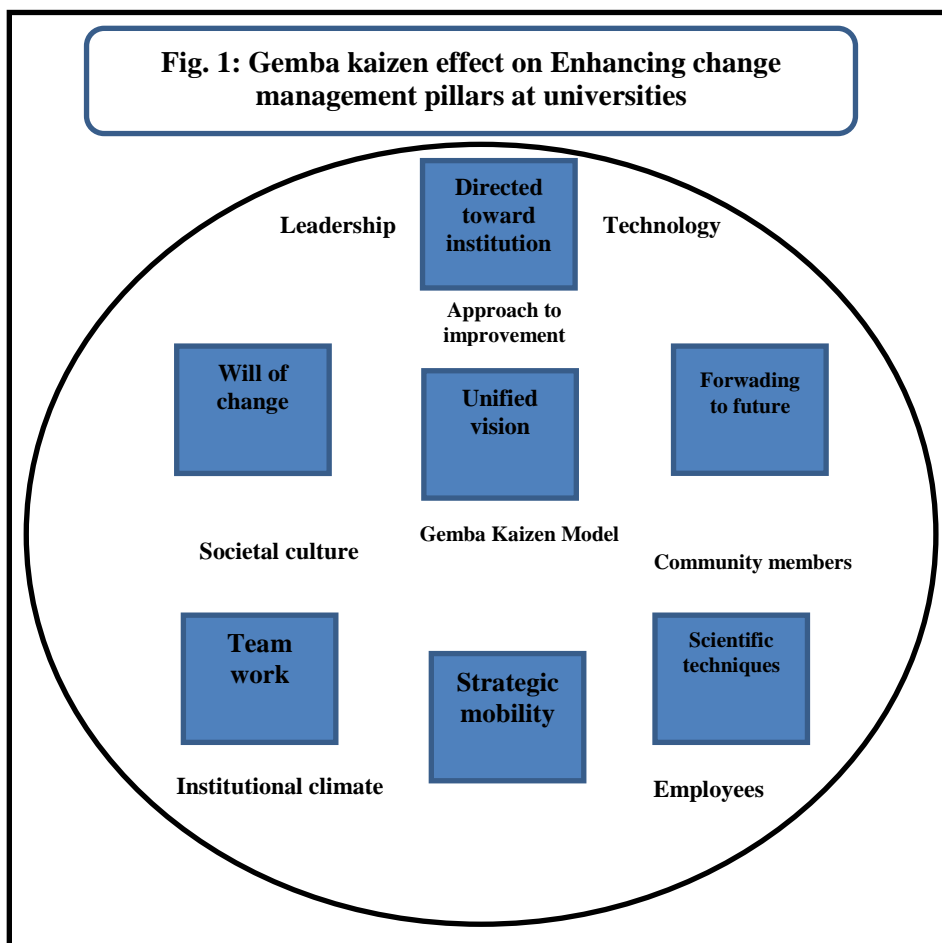 Fig. 1: Gemba kaizen effect on Enhancing change
management pillars at universities
Directed
toward
institution
Leadership
Technology
Approach to
improvement
Will of
change
Unified
vision
Forwading
to future
Societal culture
Gemba Kaizen Model
Community members
Team
work
Strategic
mobility
Scientific
techniques
Institutional climate
Employees